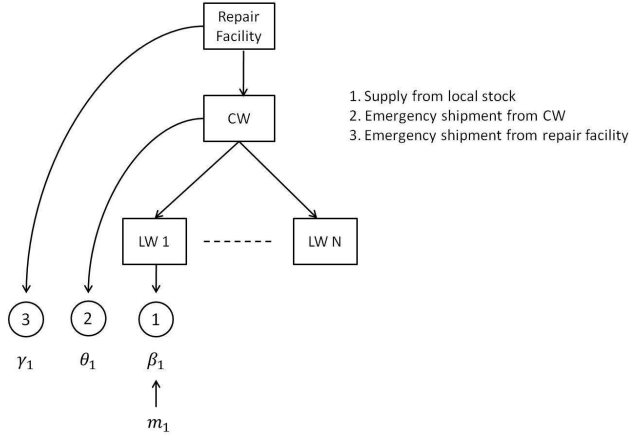 Repair
Facility
CW
1. Supply from local stock
2. Emergency shipment from CW
3. Emergency shipment from repair facility
LW 1
LW N
3
2
1
γ₁
θ₁
β₁
m₁